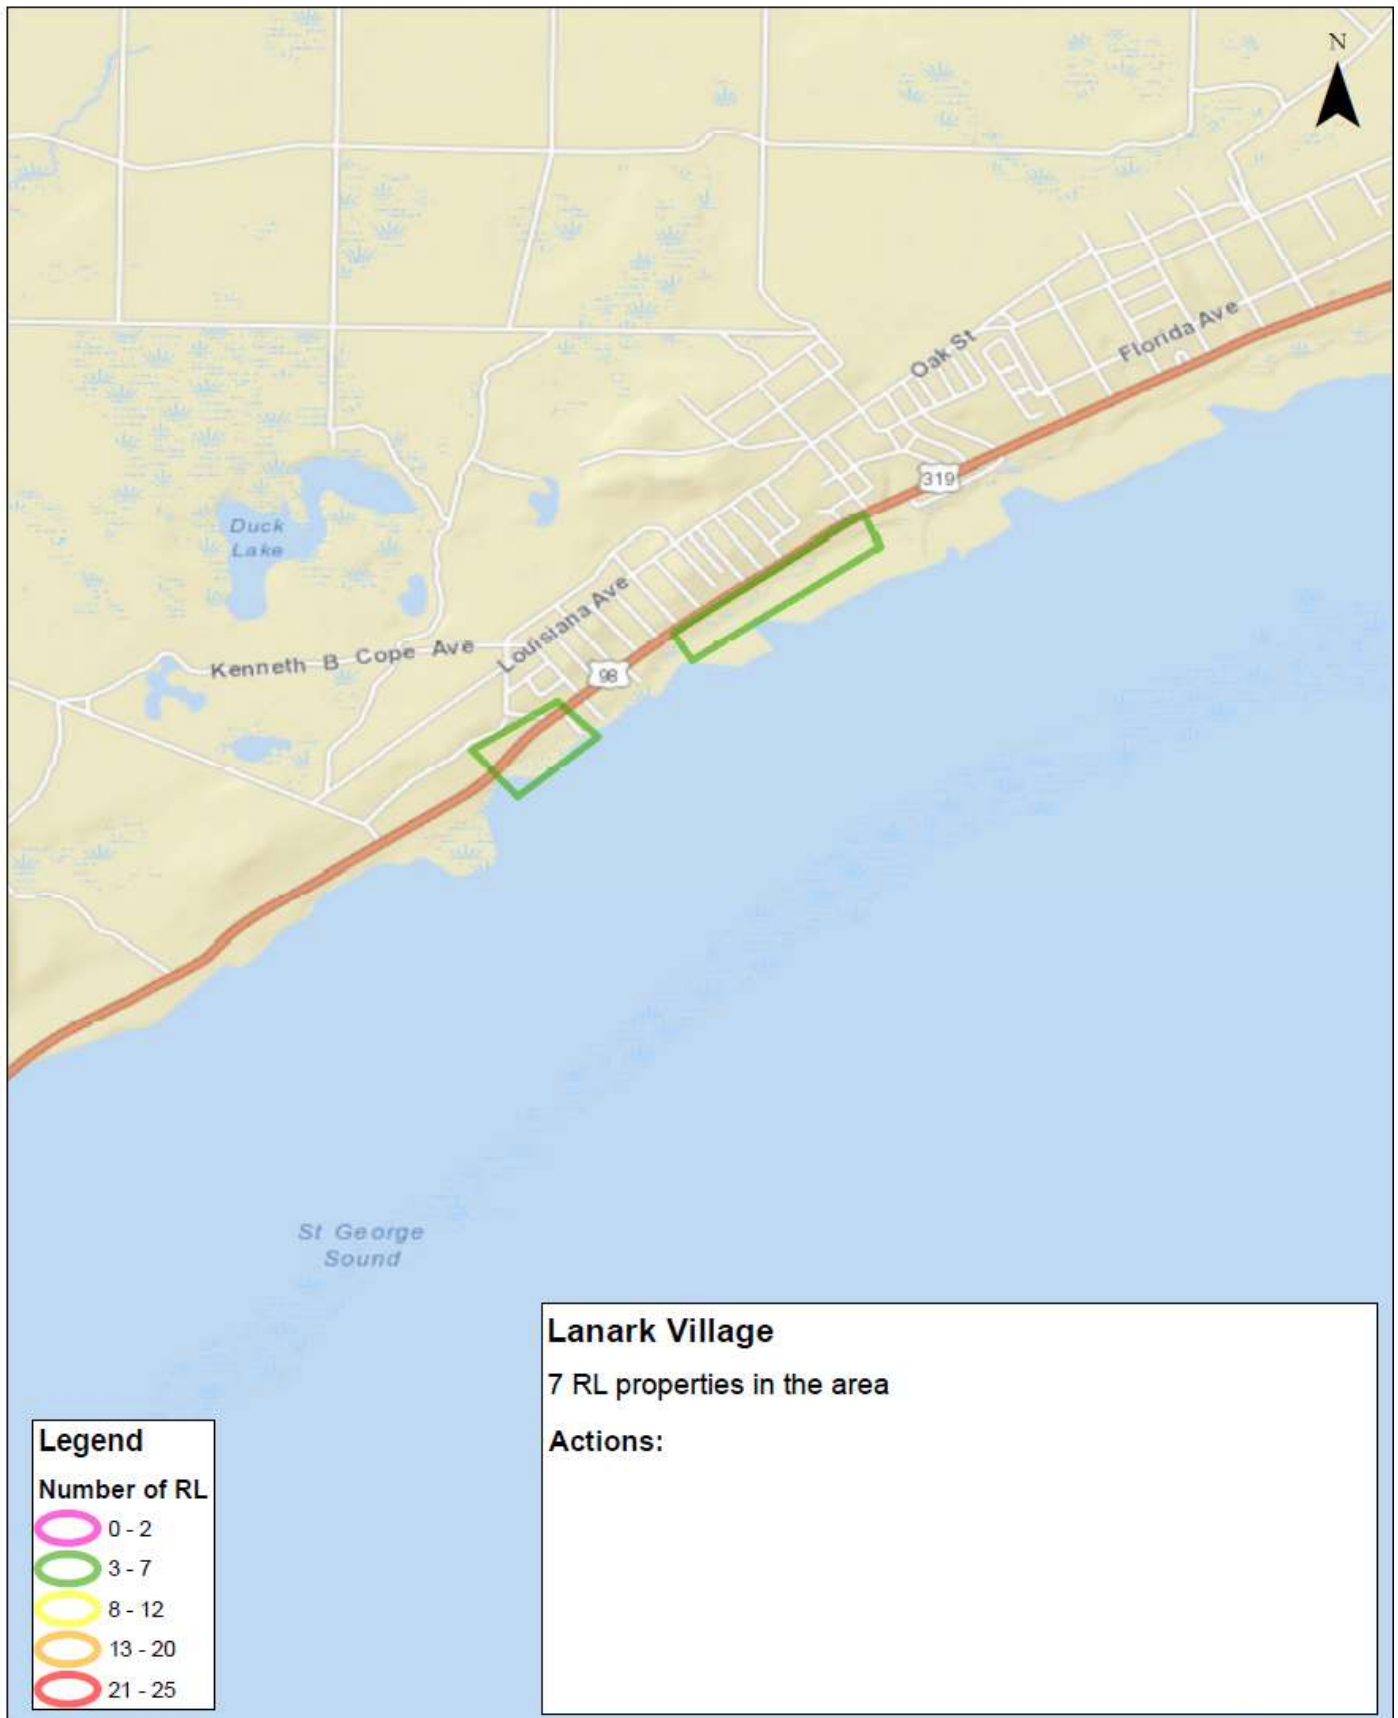 N
Oak St
Florida Ave
319
Duck
Lake
Louisiana Ave
Kenneth B Cope Ave
98
St George
Sound
Lanark Village
7 RL properties in the area
Actions:
Legend
Number of RL
0 - 2
3 - 7
8 - 12
13 - 20
21 - 25